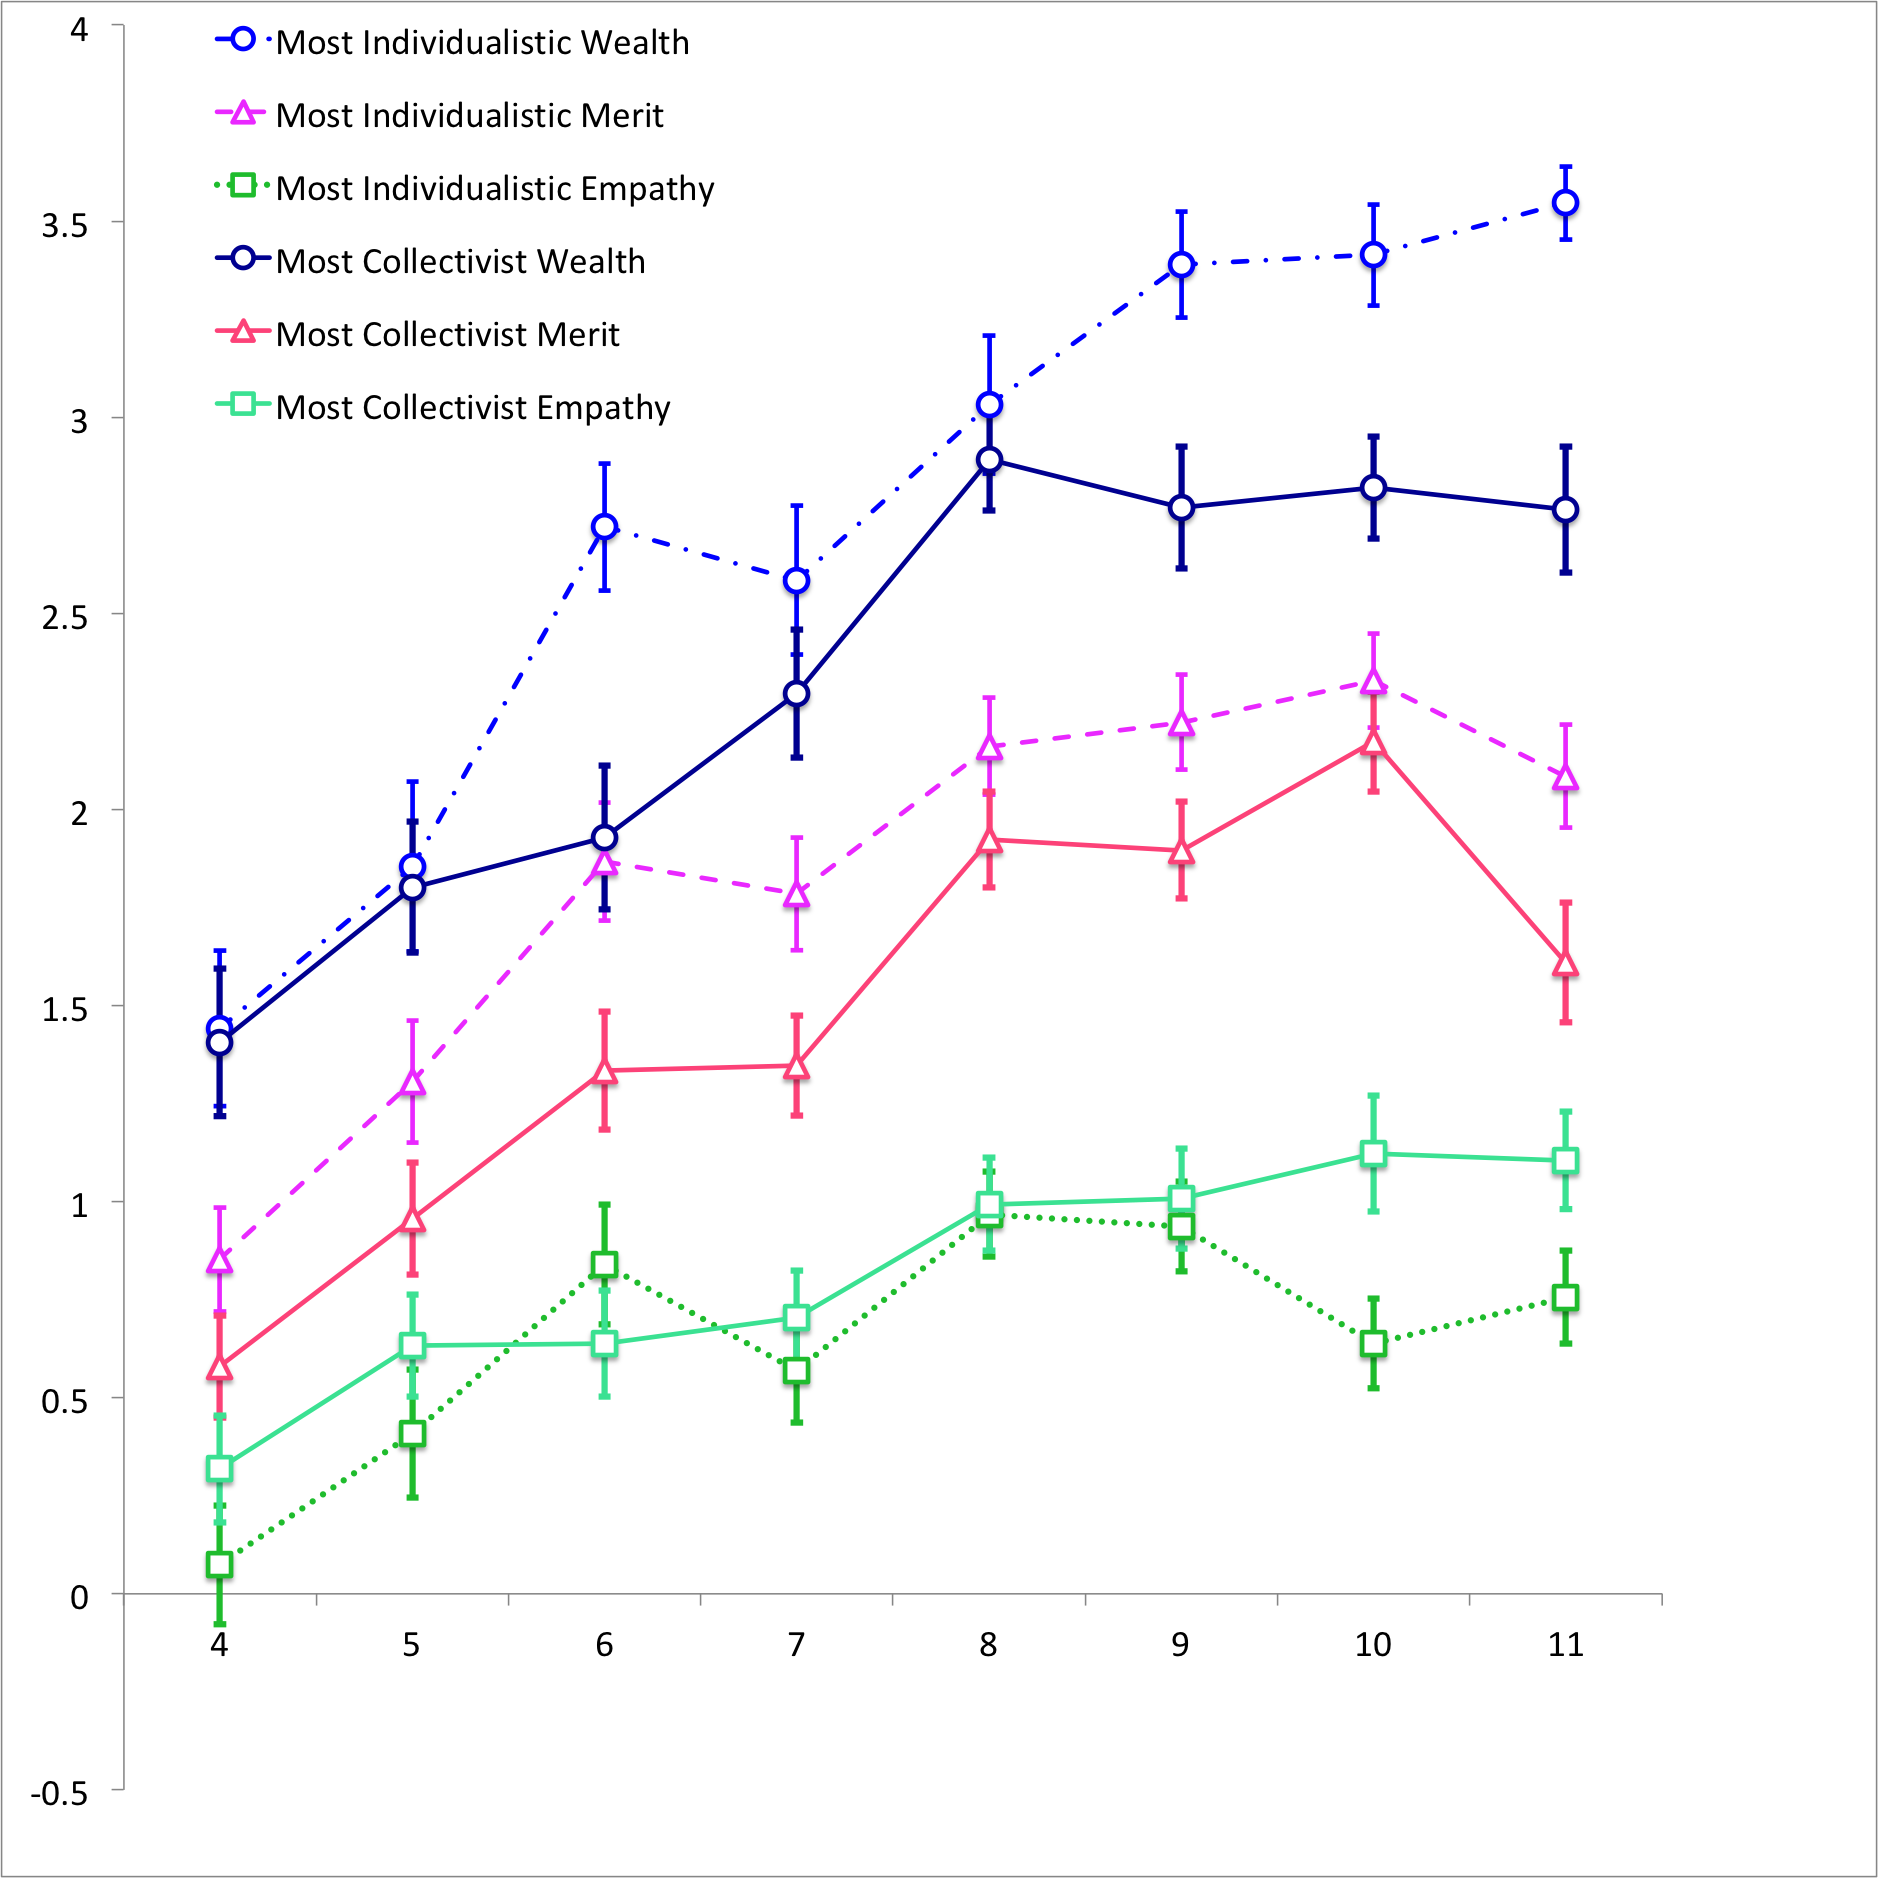 4
Most Individualistic Wealth
Most Individualistic Merit
Most Individualistic Empathy
3.5
Most Collectivist Wealth
Most Collectivist Merit
Most Collectivist Empathy
3
2.5
2
1.5
1
0.5
0
4 5 6 7 8 9 10 11
-0.5